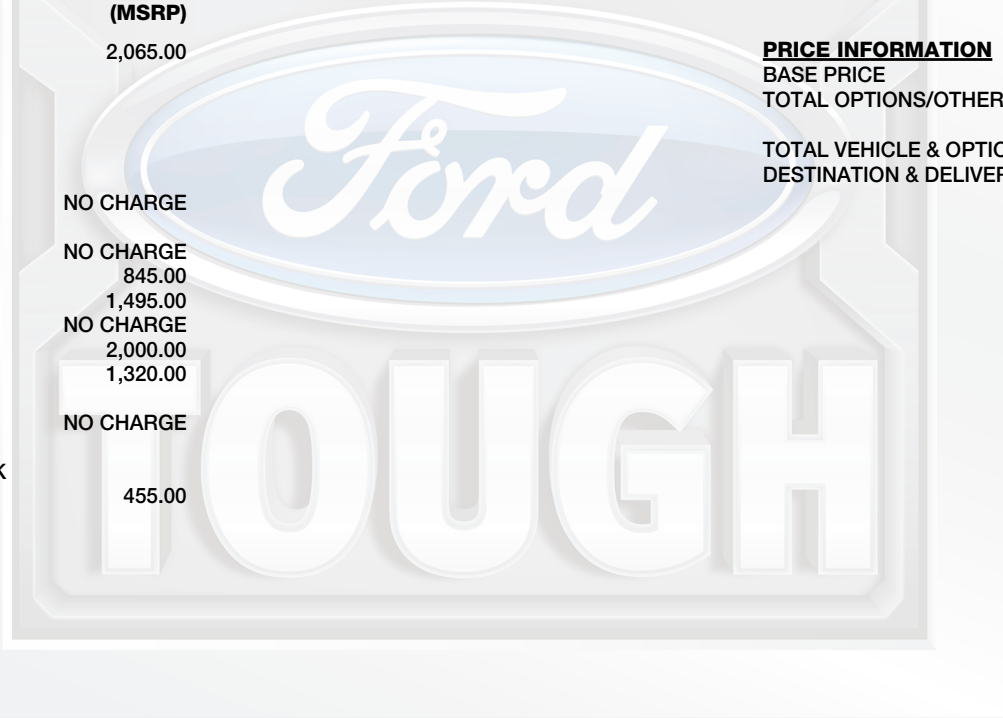 (MSRP)
2,065.00
NO CHARGE
NO CHARGE
845.00
1,495.00
NO CHARGE
2,000.00
1,320.00
NO CHARGE
K
455.00
PRICE INFORMATION
BASE PRICE
TOTAL OPTIONS/OTHER
TOTAL VEHICLE & OPTIO
DESTINATION & DELIVER
Ford
TOUGH